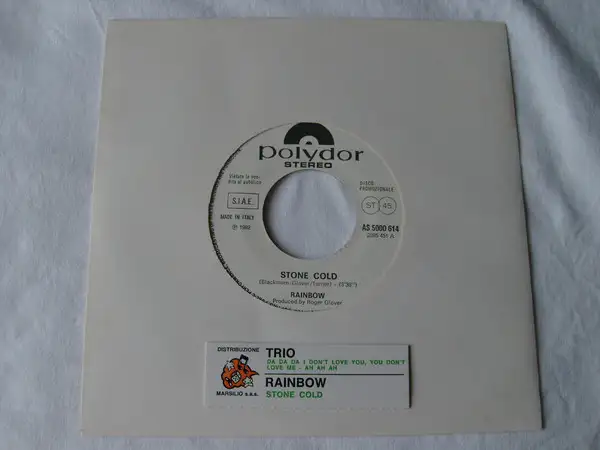 polydor
STEREO
Vietata la ven-
dita al pubblico
DISCO
PROMOZIONALE
S.I.A.E.
ST 45
MADE IN ITALY
℗ 1982
AS 5000 614
STONE COLD
RAINBOW
Produced by Roger Glover
DISTRIBUZIONE
MARSILIO s.a.s.
TRIO
DA DA DA I DON'T LOVE YOU, YOU DON'T
LOVE ME - AH AH AH
RAINBOW
STONE COLD